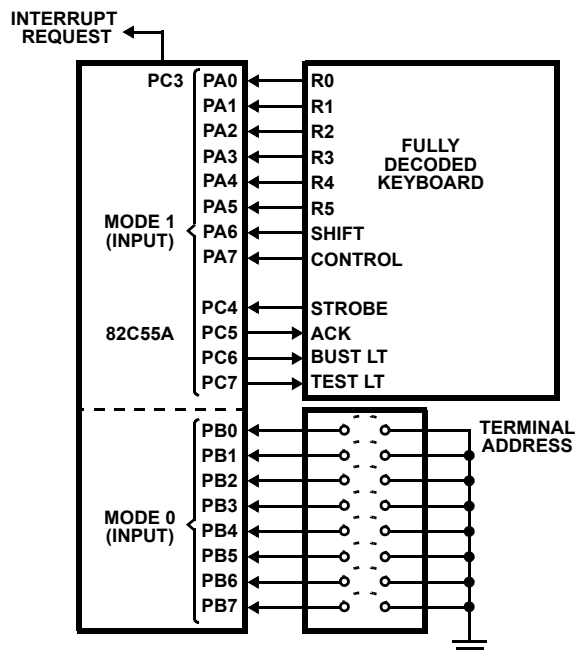 INTERRUPT
REQUEST
PC3 PA0 R0
PA1 R1
PA2 R2
PA3 R3
PA4 R4
PA5 R5
PA6 SHIFT
PA7 CONTROL
FULLY
DECODED
KEYBOARD
MODE 1
(INPUT)
82C55A
PC4 STROBE
PC5 ACK
PC6 BUST LT
PC7 TEST LT
MODE 0
(INPUT)
PB0
PB1
PB2
PB3
PB4
PB5
PB6
PB7
TERMINAL
ADDRESS